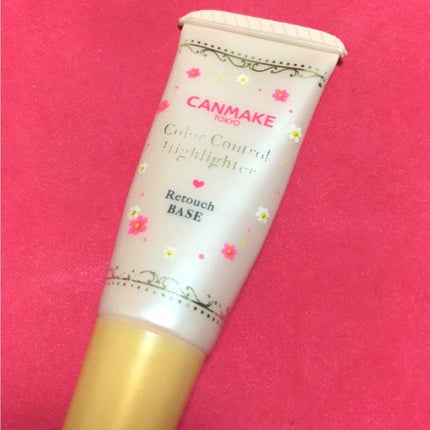 CANMAKE
TOKYO
Color Control
Highlighter
Retouch
BASE